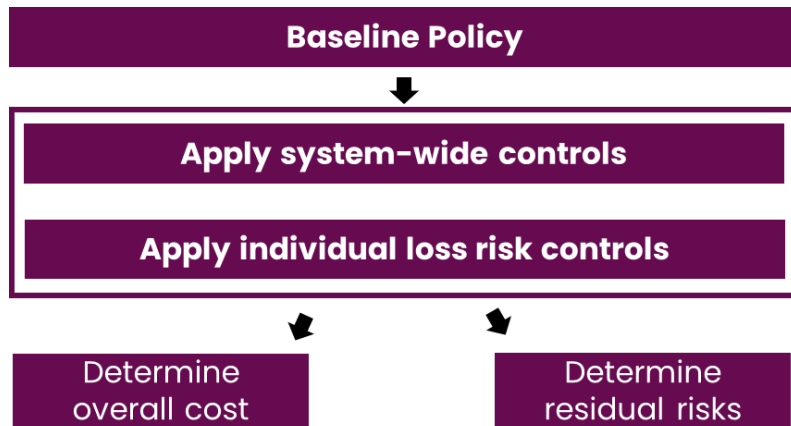 Baseline Policy
Apply system-wide controls
Apply individual loss risk controls
Determine
overall cost
Determine
residual risks